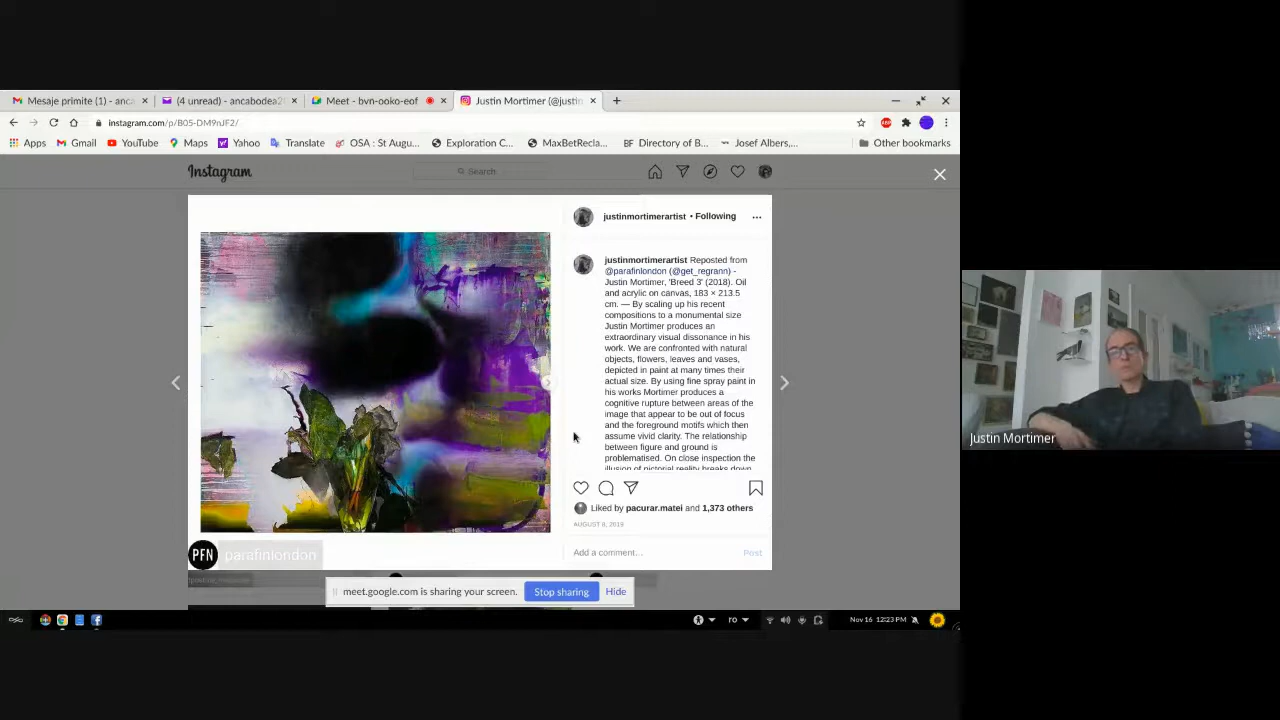 Mesaje primite (1) - anca
(4 unread) - ancabodea2
Meet - bvn-ooko-eof
Justin Mortimer (@justin
instagram.com/p/B05-DM9nJF2/
Apps
Gmail
YouTube
Maps
Yahoo
Translate
OSA : St Augu...
Exploration C...
MaxBetRecla...
BF Directory of B...
Josef Albers,...
Other bookmarks
Instagram
Search
justinmortimerartist • Following
justinmortimerartist Reposted from
@parafinlondon (@get_regrann) -
Justin Mortimer, 'Breed 3' (2018). Oil
and acrylic on canvas, 183 × 213.5
cm. — By scaling up his recent
compositions to a monumental size
Justin Mortimer produces an
extraordinary visual dissonance in his
work. We are confronted with natural
objects, flowers, leaves and vases,
depicted in paint at many times their
actual size. By using fine spray paint in
his works Mortimer produces a
cognitive rupture between areas of the
image that appear to be out of focus
and the foreground motifs which then
assume vivid clarity. The relationship
between figure and ground is
problematised. On close inspection the
illusion of pictorial reality breaks down
Liked by pacurar.matei and 1,373 others
AUGUST 8, 2019
Add a comment...
Post
PFN parafinlondon
meet.google.com is sharing your screen.
Stop sharing
Hide
ro
Nov 16 12:23 PM
Justin Mortimer